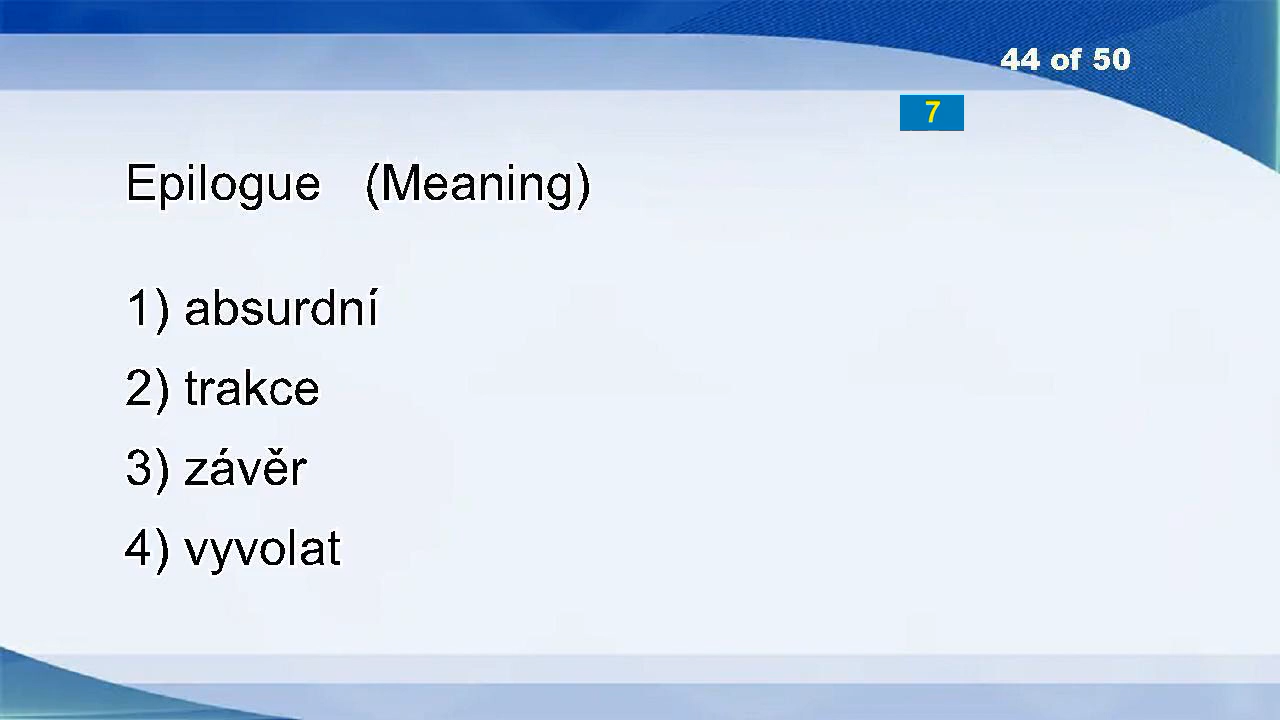 44 of 50
7
Epilogue (Meaning)
1) absurdní
2) trakce
3) závěr
4) vyvolat